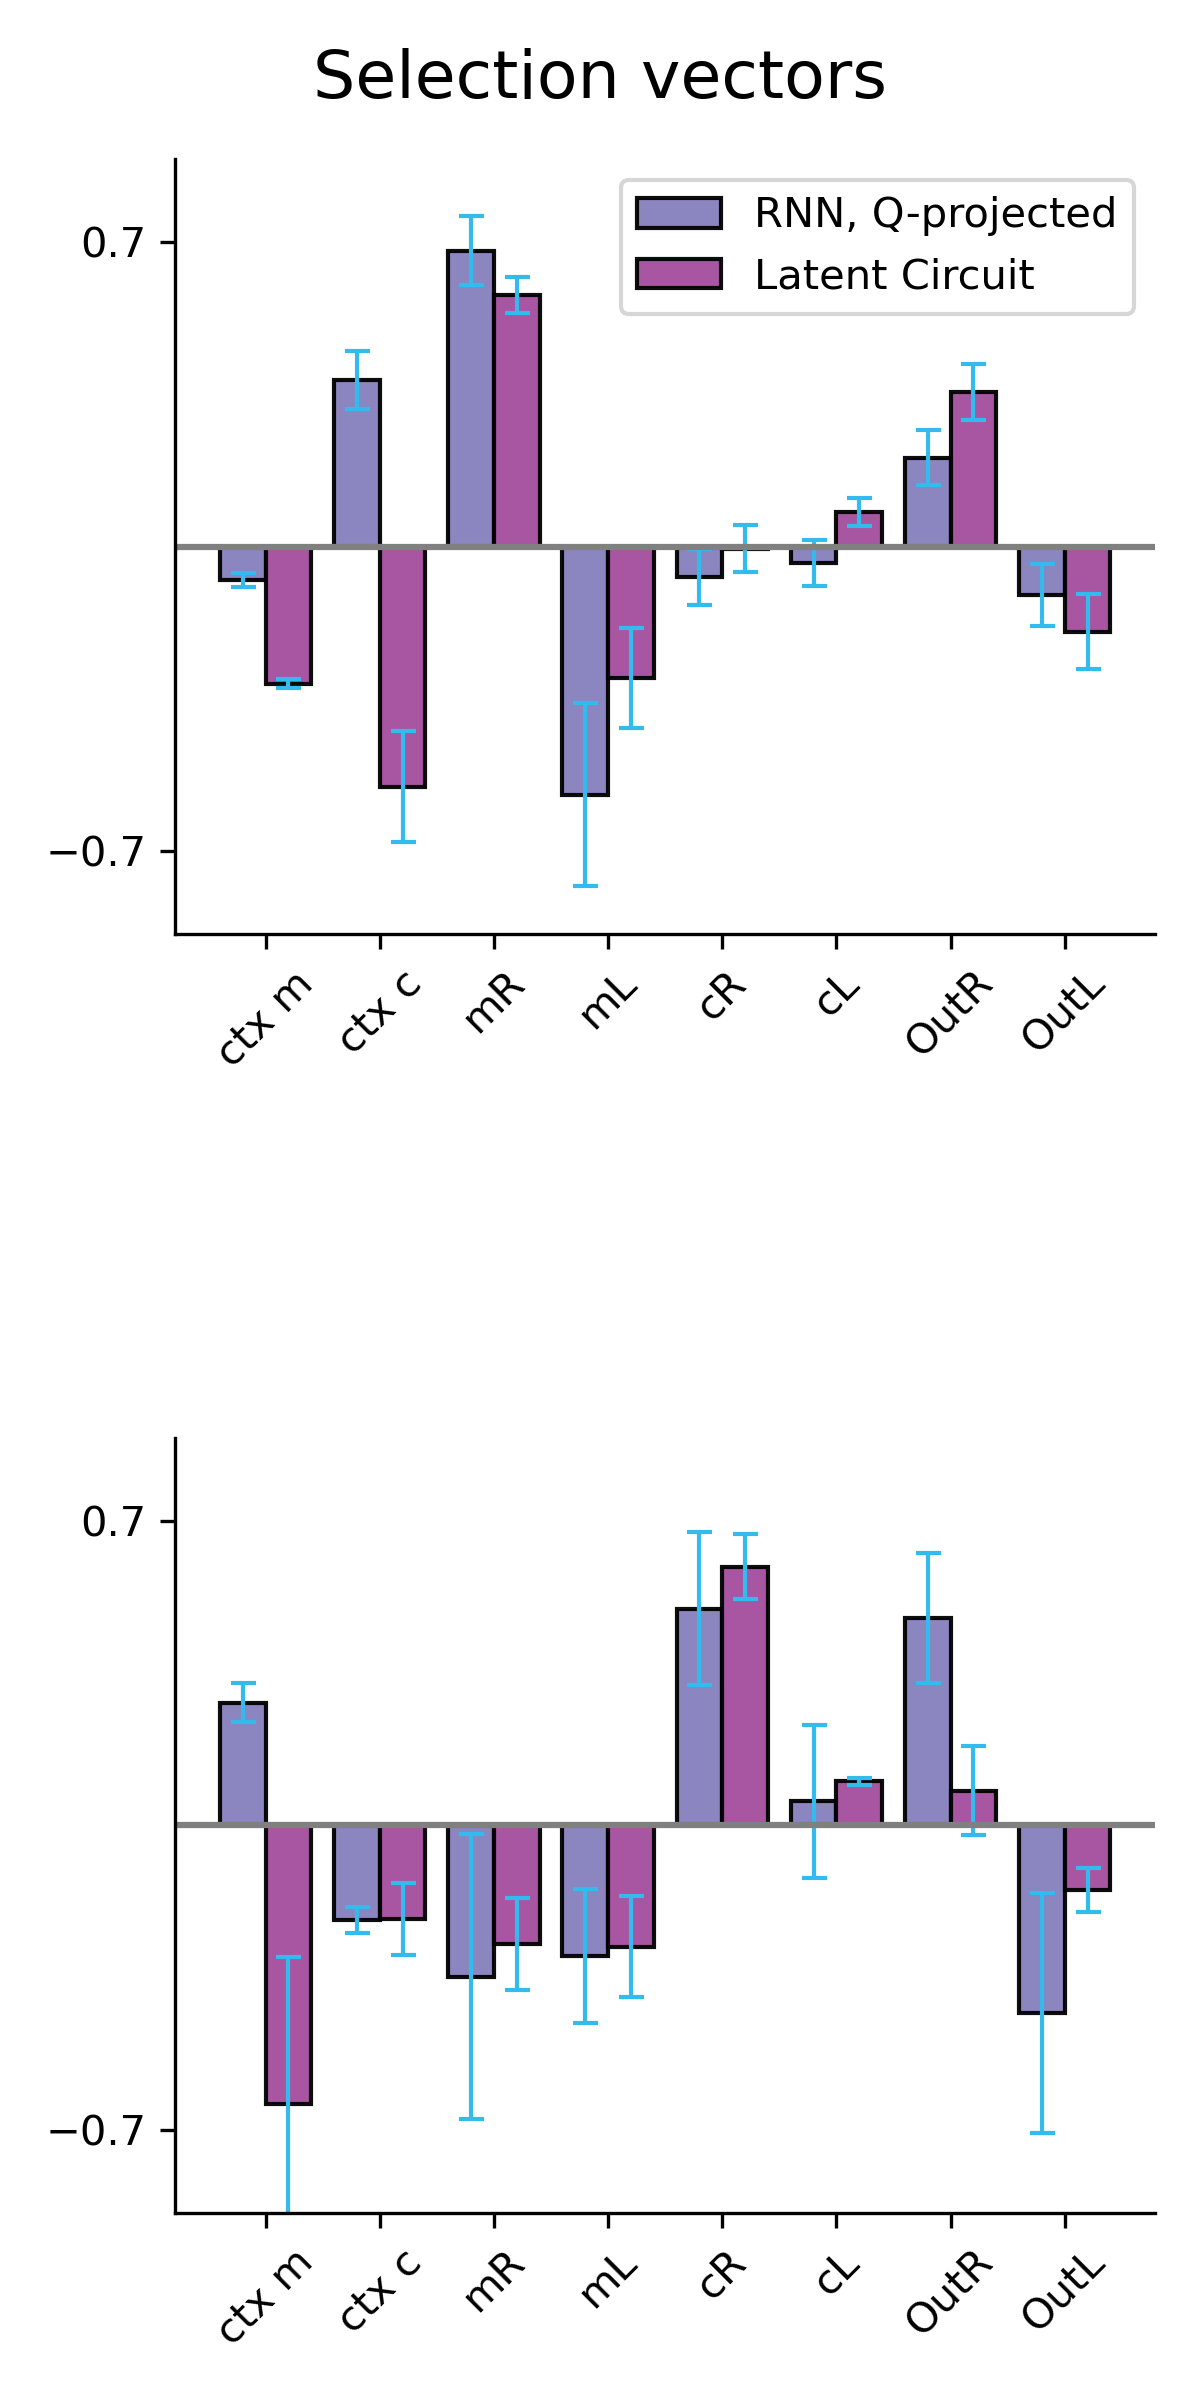 Selection vectors
RNN, Q-projected
Latent Circuit
0.7
−0.7
ctx m
ctx c
mR
mL
cR
cL
OutR
OutL
0.7
−0.7
ctx m
ctx c
mR
mL
cR
cL
OutR
OutL